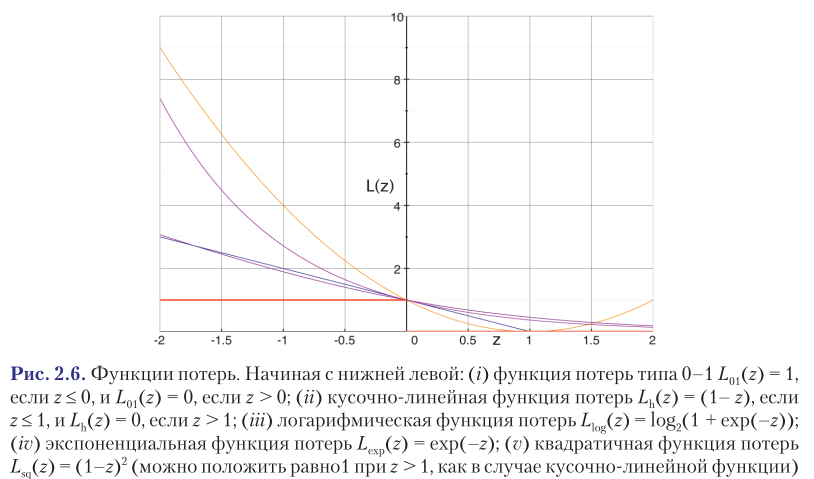 10
8
6
L(z)
4
2
-2 -1.5 -1 -0.5 0 0.5 z 1 1.5 2
Рис. 2.6. Функции потерь. Начиная с нижней левой: (i) функция потерь типа 0–1 L₀₁(z) = 1,
если z ≤ 0, и L₀₁(z) = 0, если z > 0; (ii) кусочно-линейная функция потерь Lₕ(z) = (1– z), если
z ≤ 1, и Lₕ(z) = 0, если z > 1; (iii) логарифмическая функция потерь Llog(z) = log₂(1 + exp(–z));
(iv) экспоненциальная функция потерь Lexp(z) = exp(–z); (v) квадратичная функция потерь
Lsq(z) = (1–z)² (можно положить равно1 при z > 1, как в случае кусочно-линейной функции)